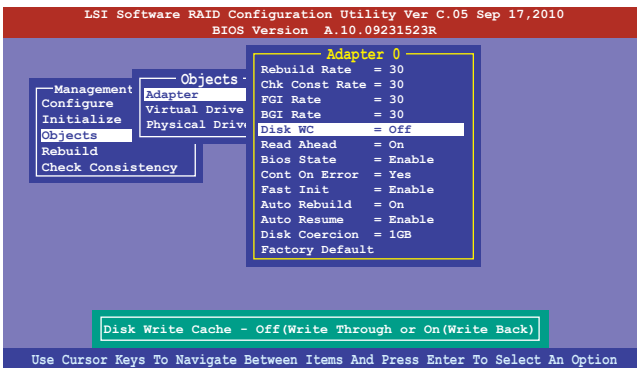 LSI Software RAID Configuration Utility Ver C.05 Sep 17,2010
BIOS Version A.10.09231523R
Management
Configure
Initialize
Objects
Rebuild
Check Consistency
Objects
Adapter
Virtual Drive
Physical Drive
Adapter 0
Rebuild Rate = 30
Chk Const Rate = 30
FGI Rate = 30
BGI Rate = 30
Disk WC = Off
Read Ahead = On
Bios State = Enable
Cont On Error = Yes
Fast Init = Enable
Auto Rebuild = On
Auto Resume = Enable
Disk Coercion = 1GB
Factory Default
Disk Write Cache - Off(Write Through or On(Write Back)
Use Cursor Keys To Navigate Between Items And Press Enter To Select An Option